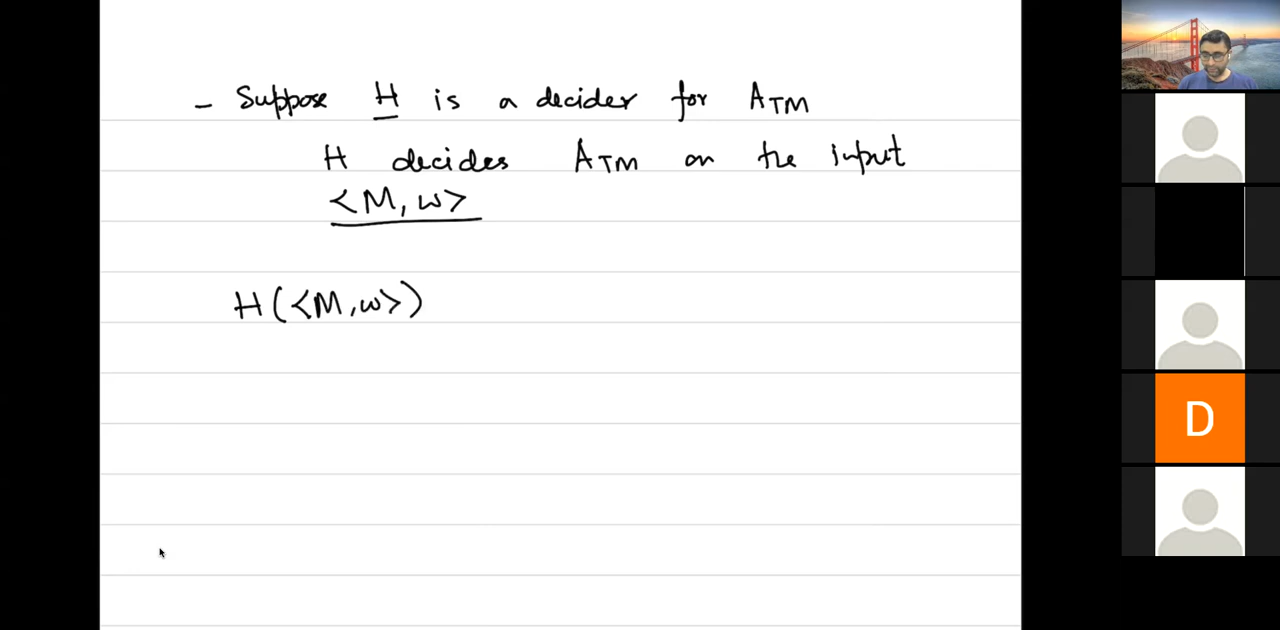 - Suppose H is a decider for ATM
H decides ATM on the input
<M, w>
H(<M, w>)
D